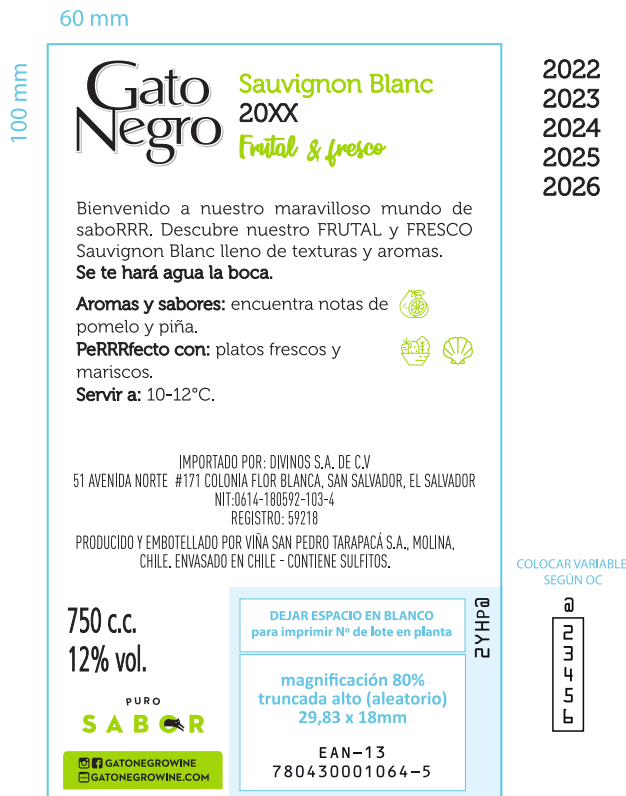 60 mm
100 mm
Gato
Negro
Sauvignon Blanc
20XX
Frutal & fresco
2022
2023
2024
2025
2026
Bienvenido a nuestro maravilloso mundo de
saboRRR. Descubre nuestro FRUTAL y FRESCO
Sauvignon Blanc lleno de texturas y aromas.
Se te hará agua la boca.
Aromas y sabores: encuentra notas de
pomelo y piña.
PeRRRfecto con: platos frescos y
mariscos.
Servir a: 10-12°C.
IMPORTADO POR: DIVINOS S.A. DE C.V
51 AVENIDA NORTE #171 COLONIA FLOR BLANCA, SAN SALVADOR, EL SALVADOR
NIT:0614-180592-103-4
REGISTRO: 59218
PRODUCIDO Y EMBOTELLADO POR VIÑA SAN PEDRO TARAPACÁ S.A., MOLINA,
CHILE. ENVASADO EN CHILE - CONTIENE SULFITOS.
750 c.c.
12% vol.
PURO
SABOR
GATONEGROWINE
GATONEGROWINE.COM
DEJAR ESPACIO EN BLANCO
para imprimir Nº de lote en planta
2YHP@
magnificación 80%
truncada alto (aleatorio)
29,83 x 18mm
EAN-13
780430001064-5
COLOCAR VARIABLE
SEGÚN OC
@
2
3
4
5
6